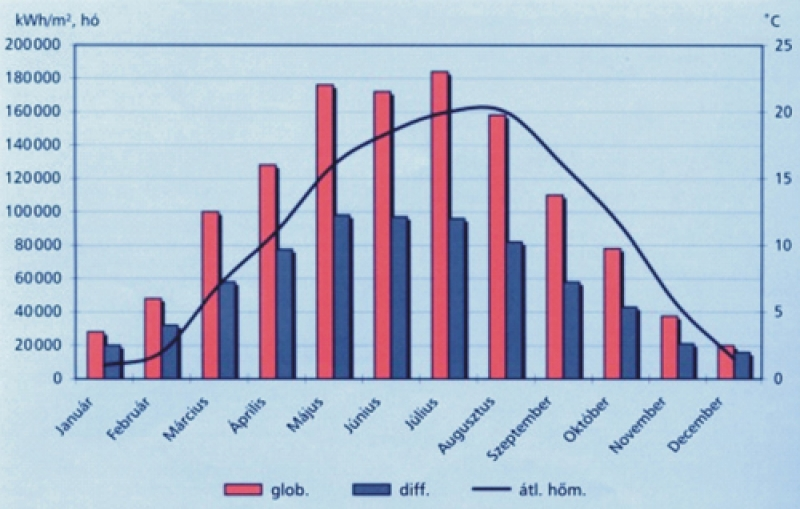 kWh/m², hó
°C
200000
180000
160000
140000
120000
100000
80000
60000
40000
20000
0
25
20
15
10
5
0
Január
Február
Március
Április
Május
Június
Július
Augusztus
Szeptember
Október
November
December
glob.
diff.
átl. hőm.